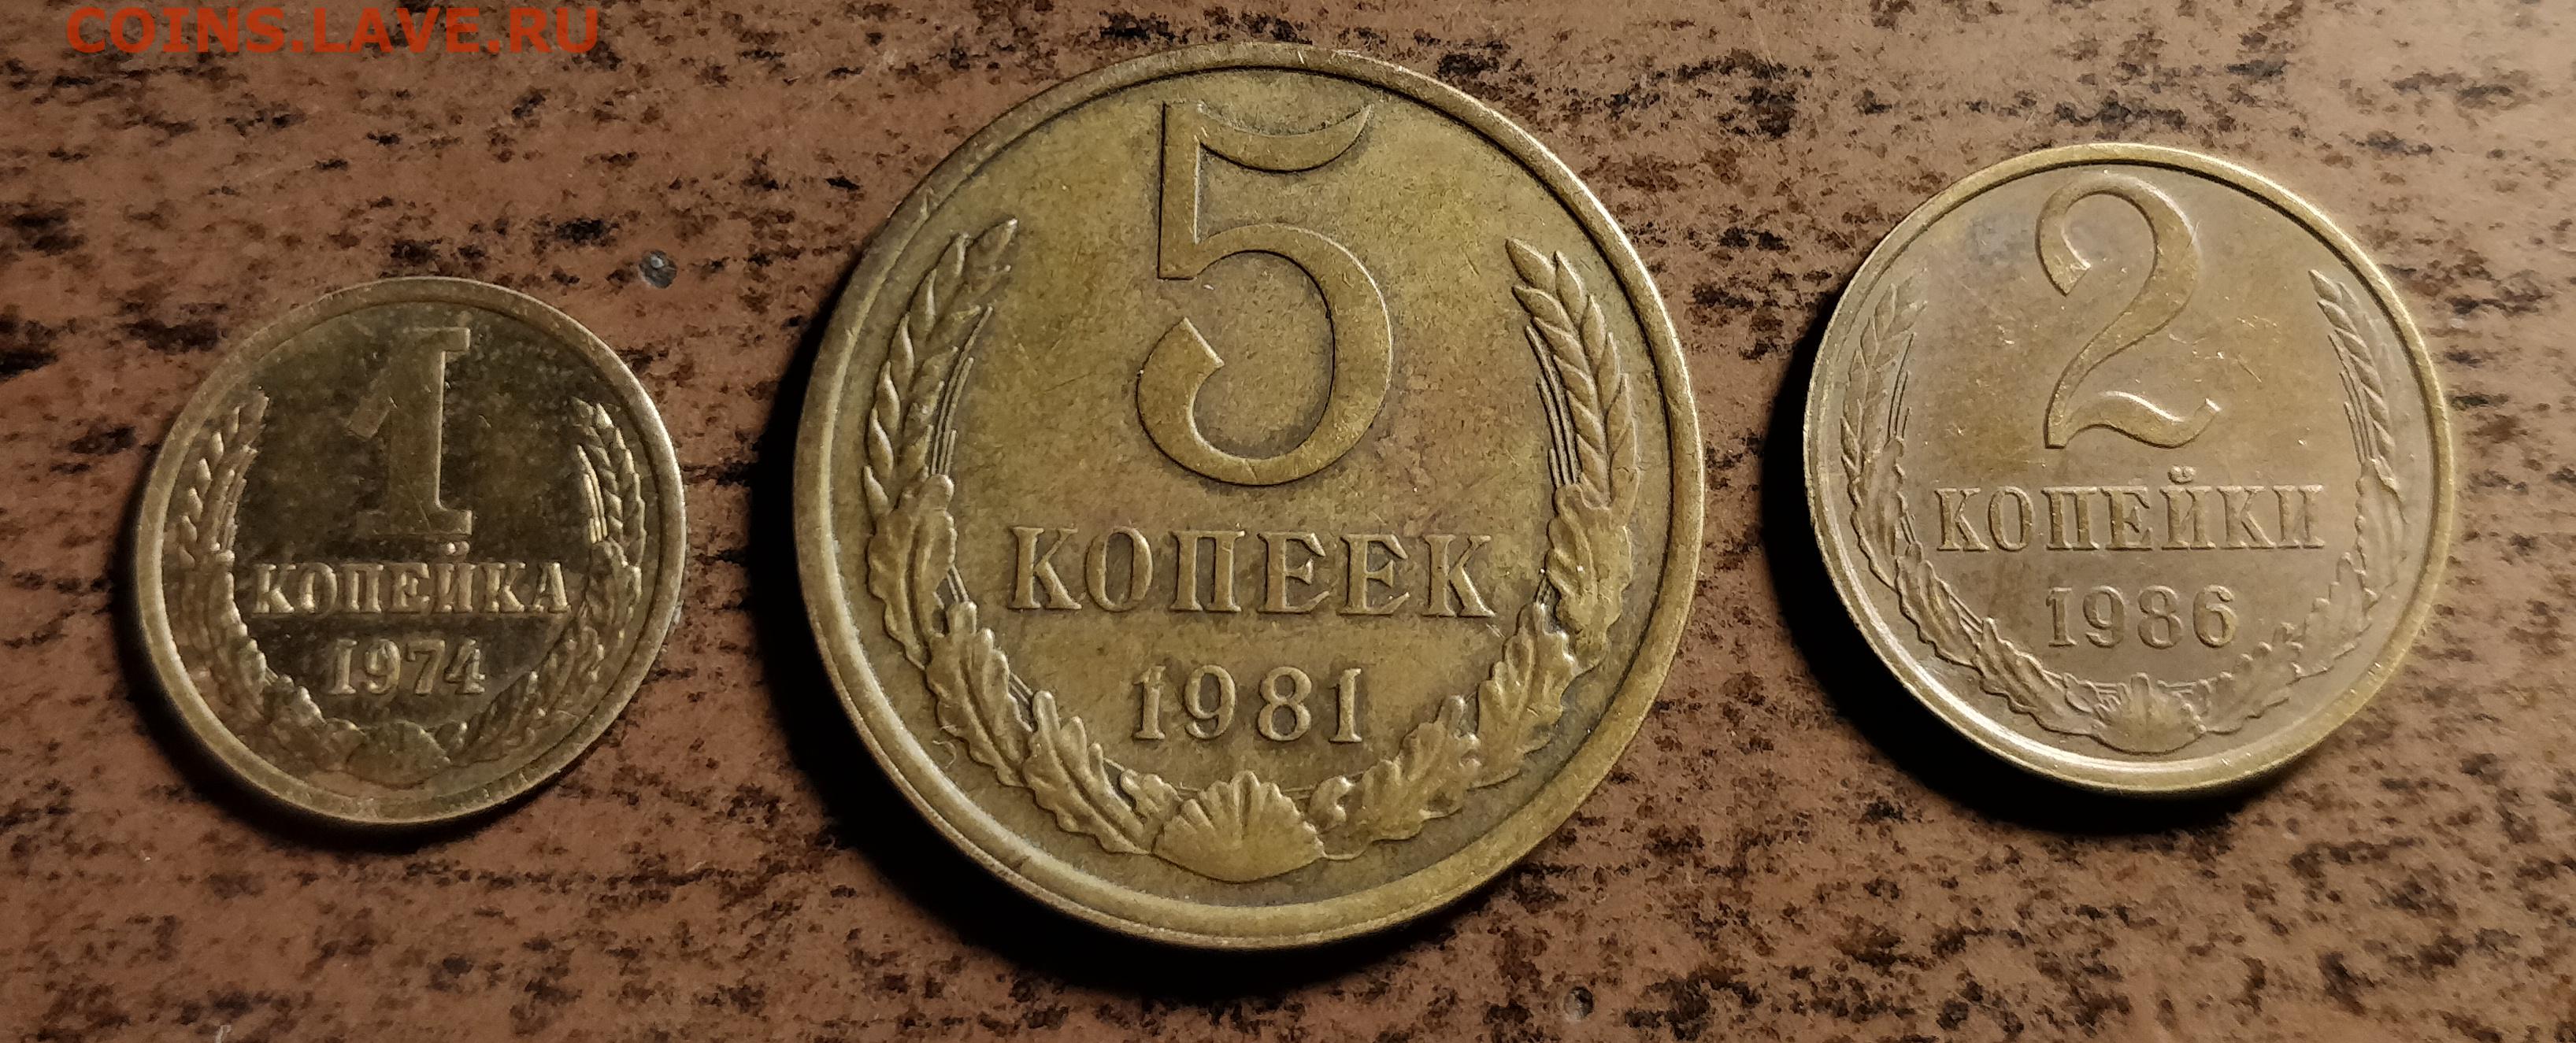 COINS.LAVE.RU
1
КОПЕЙКА
1974
5
КОПЕЕК
1981
2
КОПЕЙКИ
1986